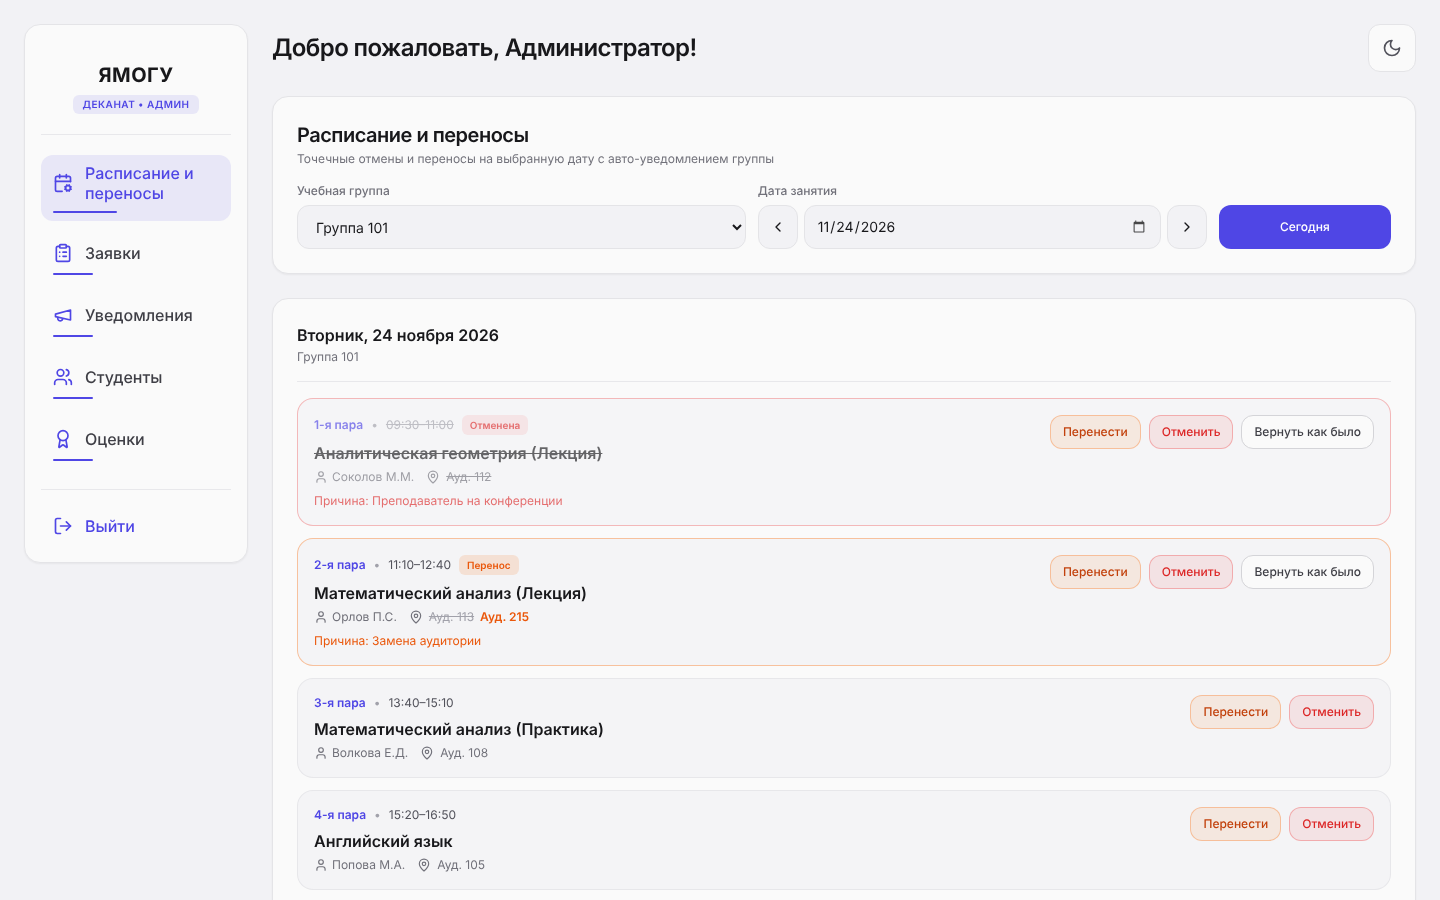 ЯМОГУ
ДЕКАНАТ • АДМИН
Расписание и
переносы
Заявки
Уведомления
Студенты
Оценки
Выйти
Добро пожаловать, Администратор!
Расписание и переносы
Точечные отмены и переносы на выбранную дату с авто-уведомлением группы
Учебная группа
Дата занятия
Группа 101
11/24/2026
Сегодня
Вторник, 24 ноября 2026
Группа 101
1-я пара • 09:30–11:00 Отменена
Перенести Отменить Вернуть как было
Аналитическая геометрия (Лекция)
Соколов М.М. Ауд. 112
Причина: Преподаватель на конференции
2-я пара • 11:10–12:40 Перенос
Перенести Отменить Вернуть как было
Математический анализ (Лекция)
Орлов П.С. Ауд. 113 Ауд. 215
Причина: Замена аудитории
3-я пара • 13:40–15:10
Перенести Отменить
Математический анализ (Практика)
Волкова Е.Д. Ауд. 108
4-я пара • 15:20–16:50
Перенести Отменить
Английский язык
Попова М.А. Ауд. 105